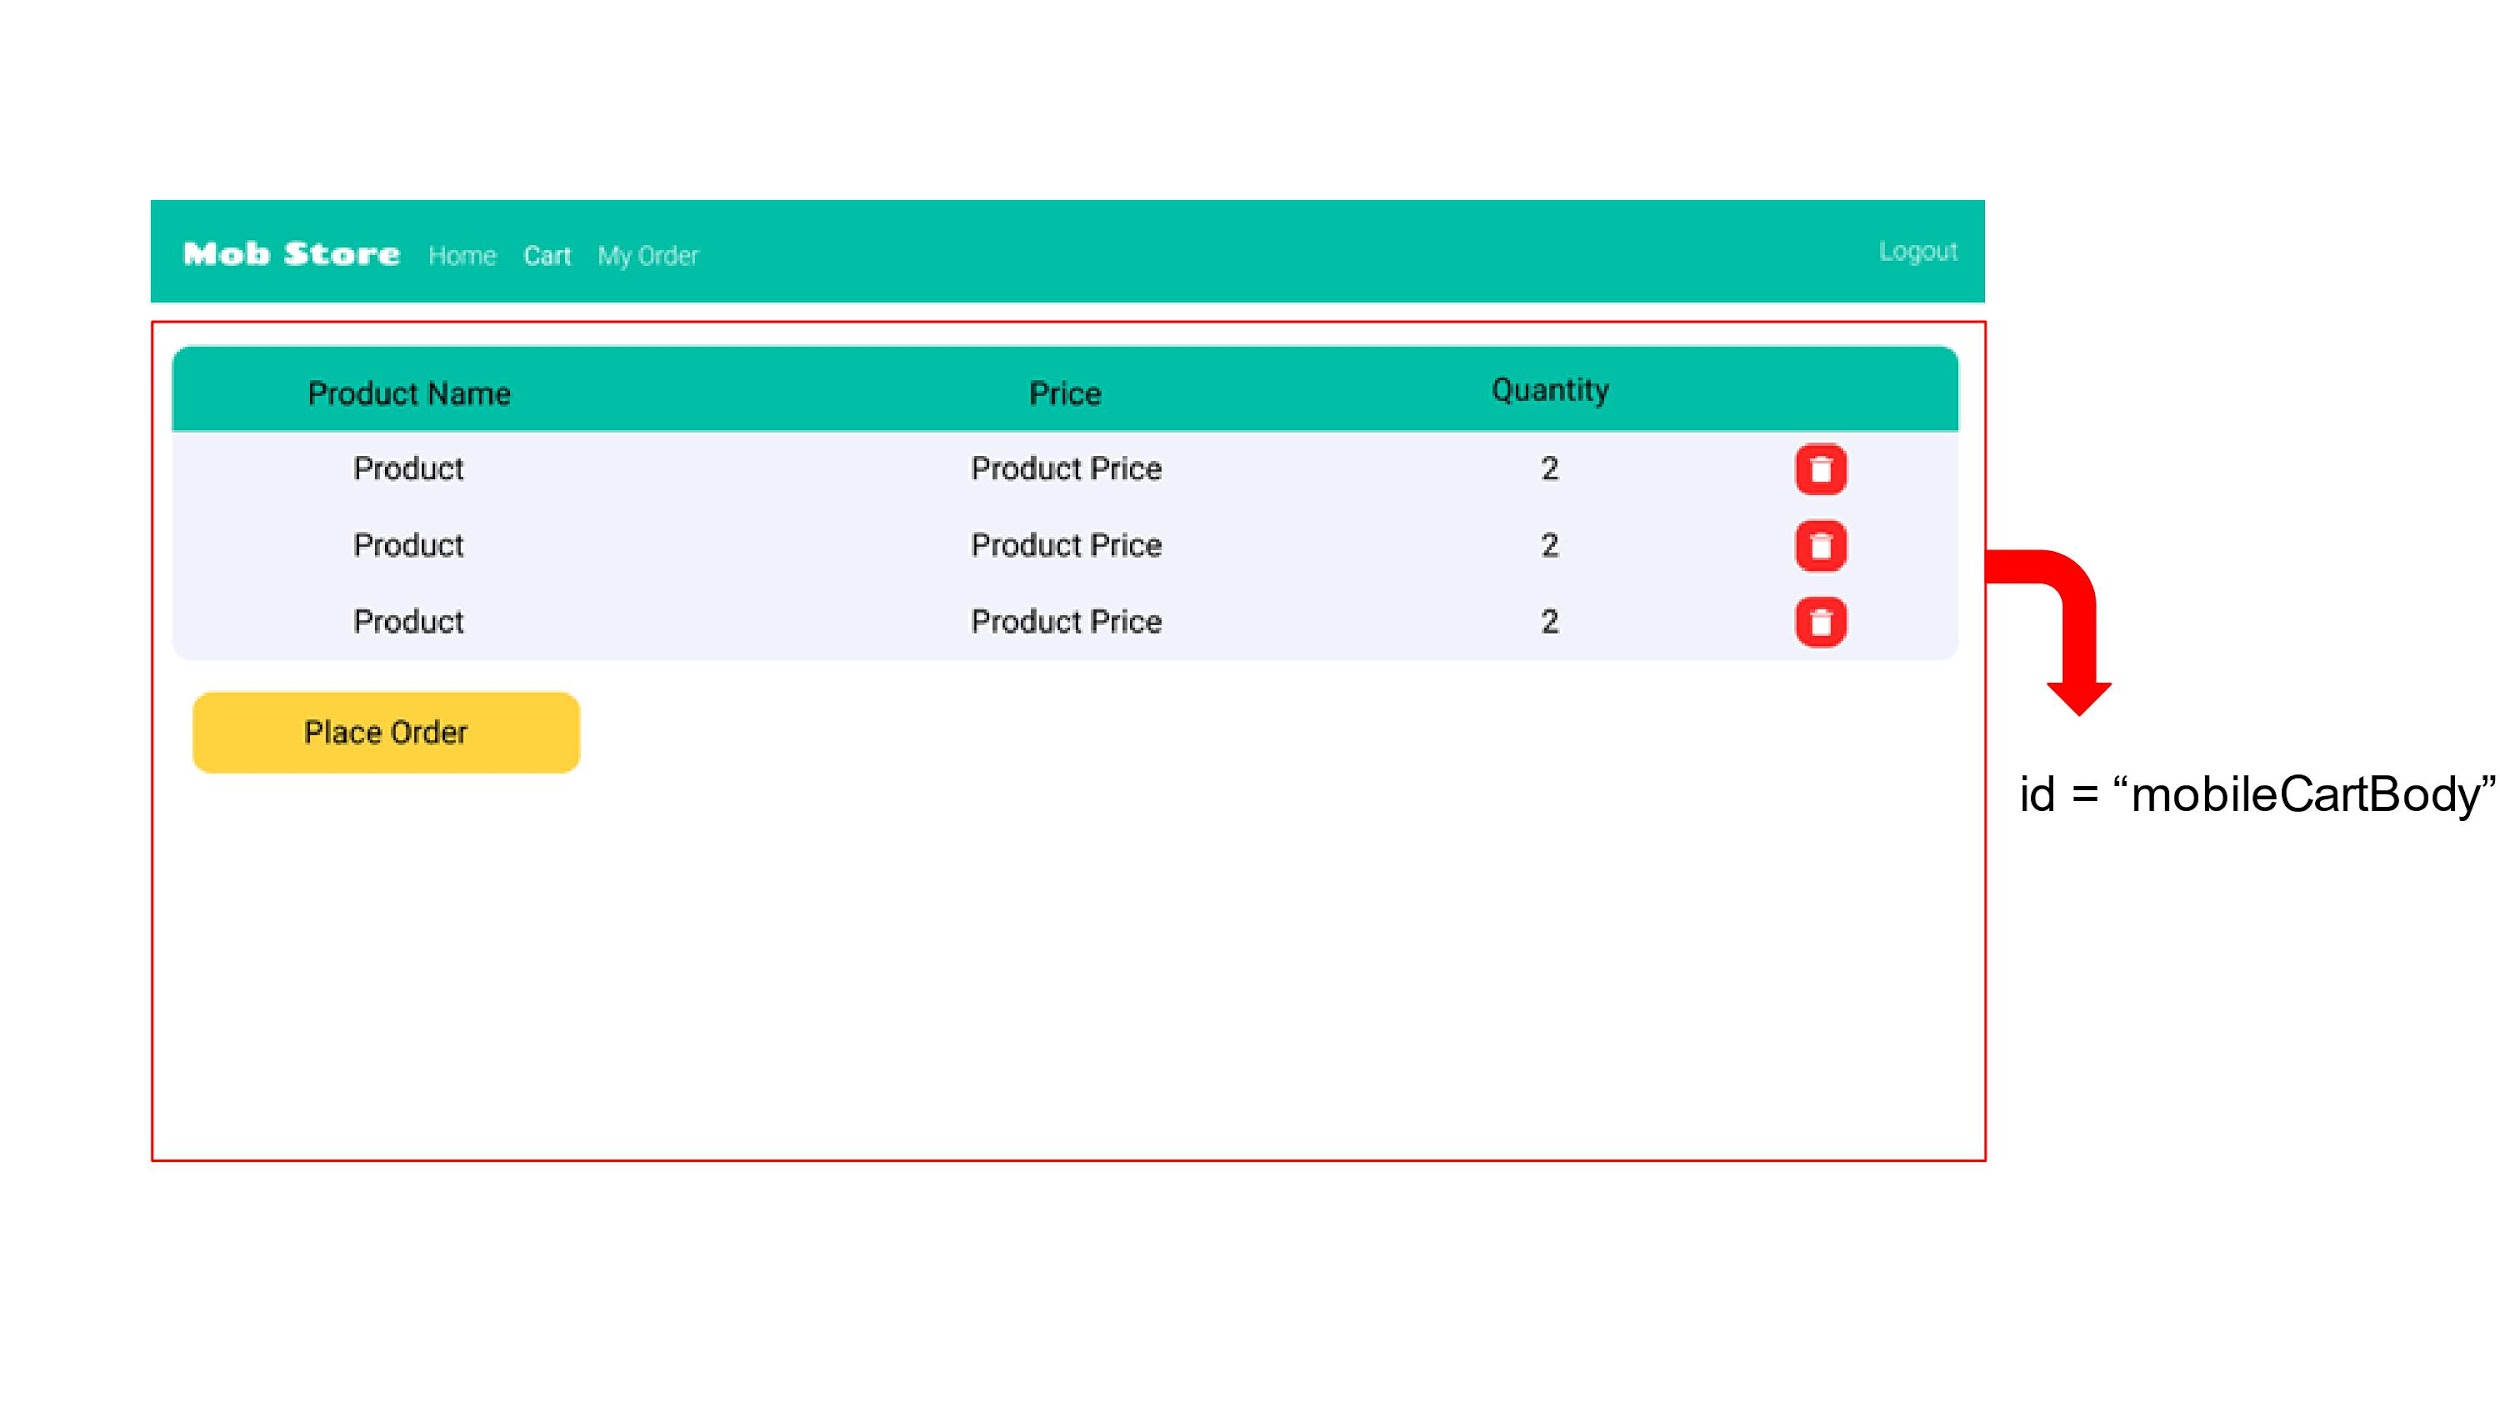 Mob Store Home Cart My Order Logout
Product Name Price Quantity
Product Product Price 2
Product Product Price 2
Product Product Price 2
Place Order
id = “mobileCartBody”